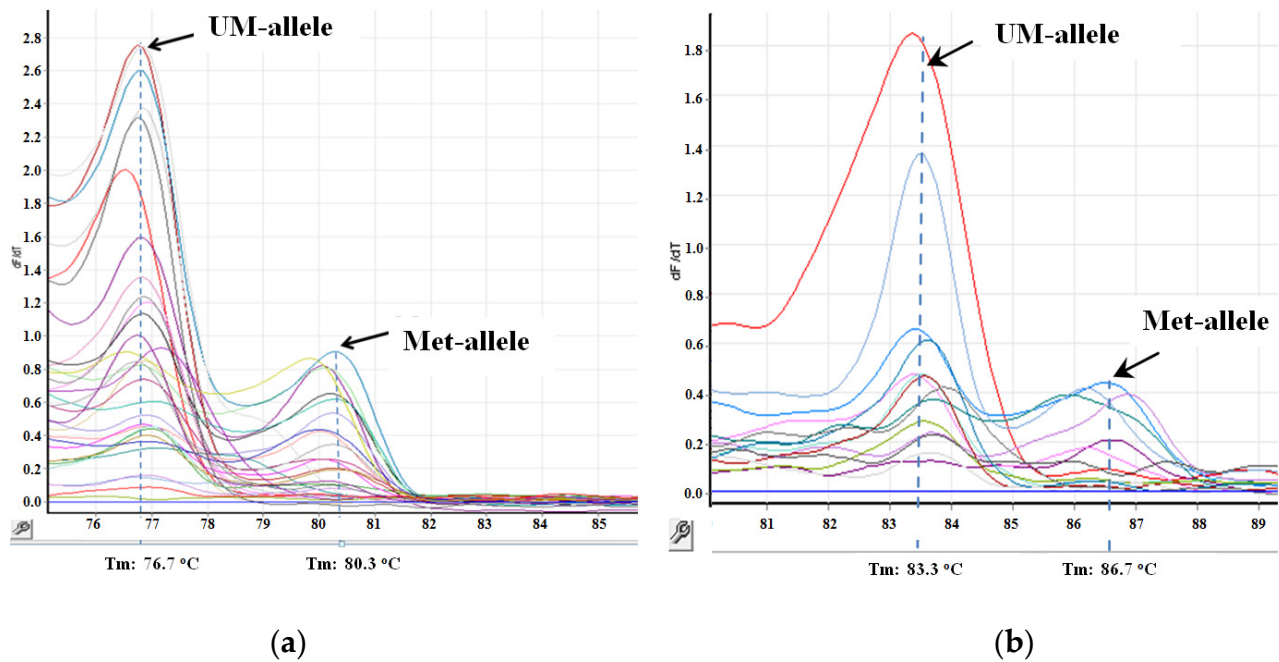 UM-allele
2.8
2.6
2.4
2.2
2.0
1.8
1.6
1.4
1.2
1.0
0.8
0.6
0.4
0.2
0.0
dF/dT
Met-allele
76 77 78 79 80 81 82 83 84 85
Tm: 76.7 °C Tm: 80.3 °C
(a)
UM-allele
1.8
1.6
1.4
1.2
1.0
0.8
0.6
0.4
0.2
0.0
dF/dT
Met-allele
81 82 83 84 85 86 87 88 89
Tm: 83.3 °C Tm: 86.7 °C
(b)